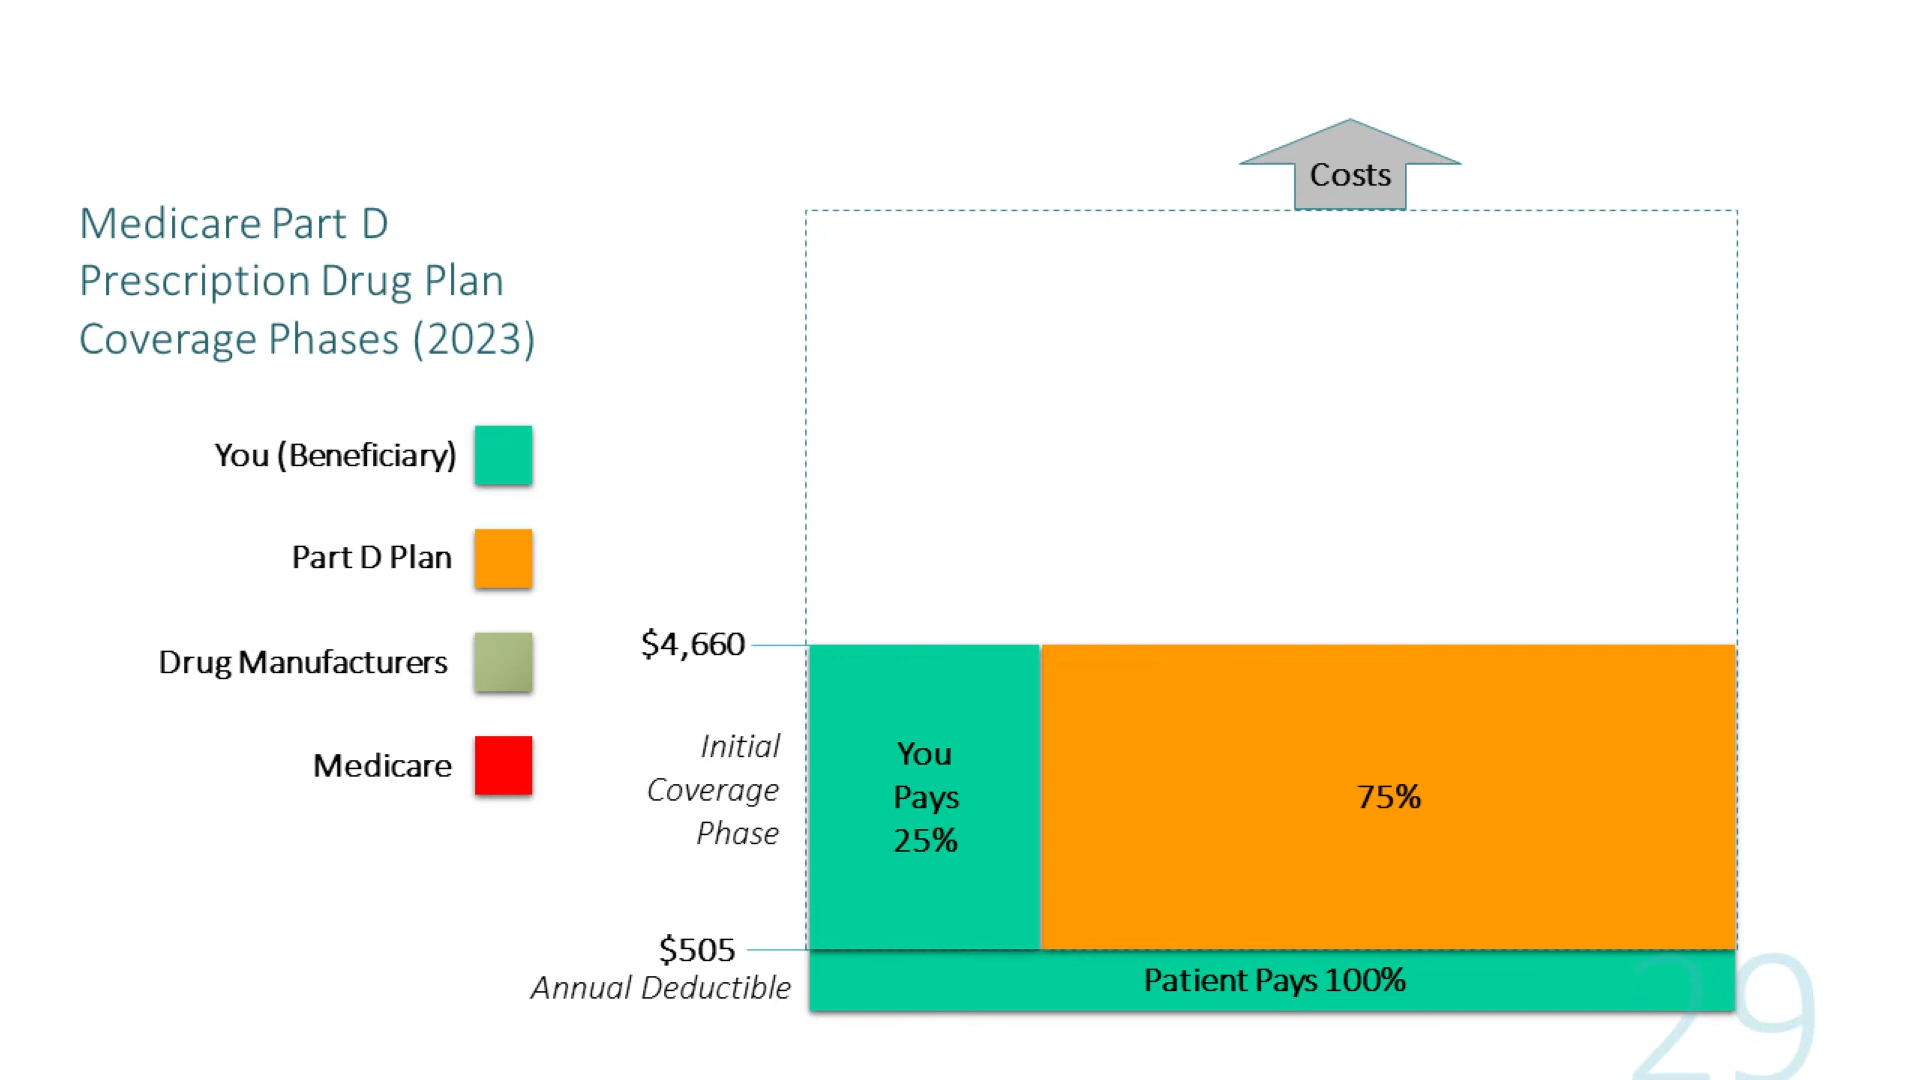 Costs
Medicare Part D
Prescription Drug Plan
Coverage Phases (2023)
You (Beneficiary)
Part D Plan
Drug Manufacturers
Medicare
$4,660
Initial
Coverage
Phase
You
Pays
25%
75%
$505
Annual Deductible
Patient Pays 100%
29